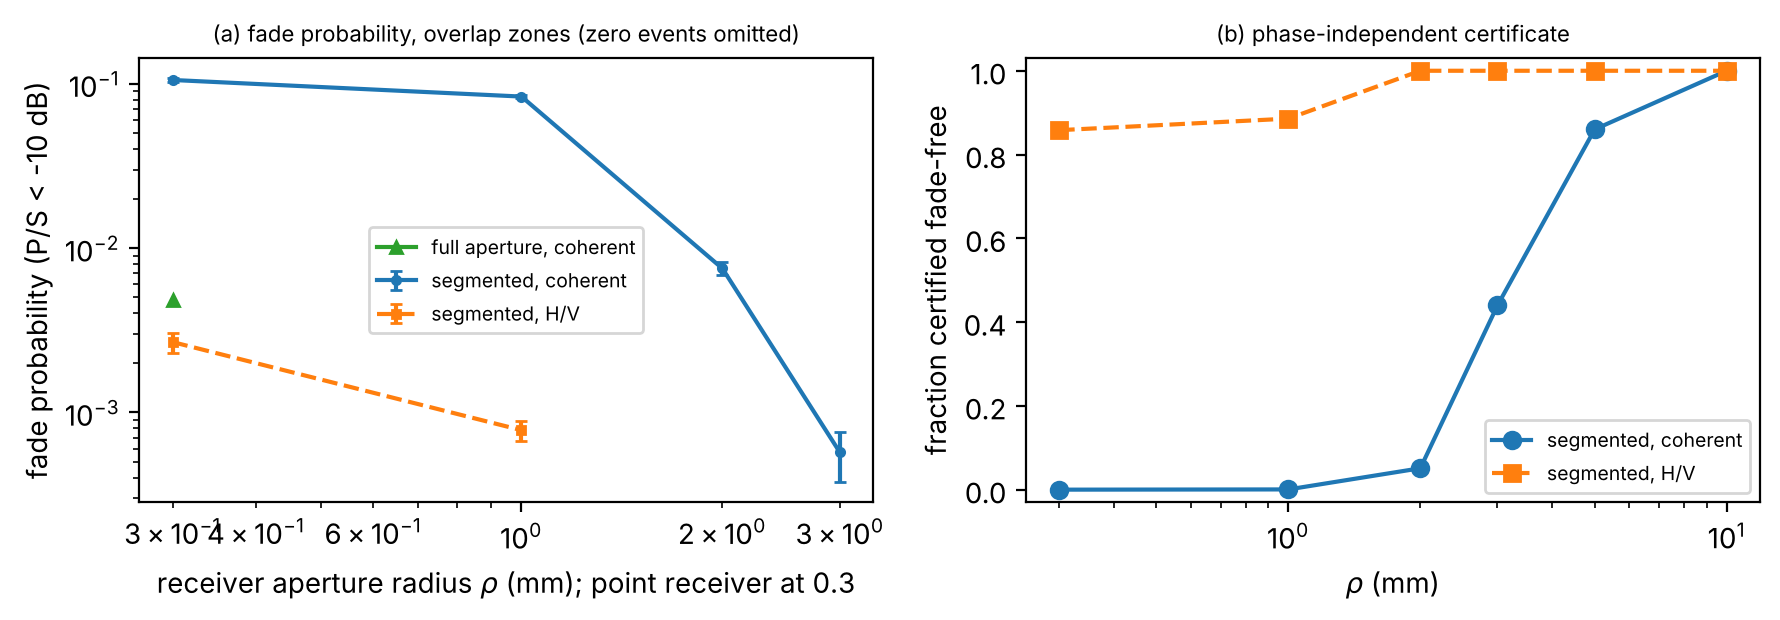 (a) fade probability, overlap zones (zero events omitted)
fade probability (P/S < -10 dB)
10⁻¹
10⁻²
10⁻³
full aperture, coherent
segmented, coherent
segmented, H/V
3 × 10⁻¹
4 × 10⁻¹
6 × 10⁻¹
10⁰
2 × 10⁰
3 × 10⁰
receiver aperture radius ρ (mm); point receiver at 0.3
(b) phase-independent certificate
fraction certified fade-free
1.0
0.8
0.6
0.4
0.2
0.0
segmented, coherent
segmented, H/V
10⁰
10¹
ρ (mm)